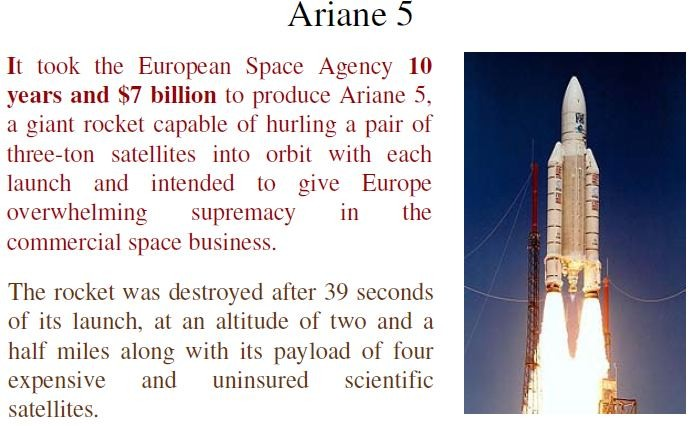 Ariane 5
It took the European Space Agency 10
years and $7 billion to produce Ariane 5,
a giant rocket capable of hurling a pair of
three-ton satellites into orbit with each
launch and intended to give Europe
overwhelming supremacy in the
commercial space business.
The rocket was destroyed after 39 seconds
of its launch, at an altitude of two and a
half miles along with its payload of four
expensive and uninsured scientific
satellites.